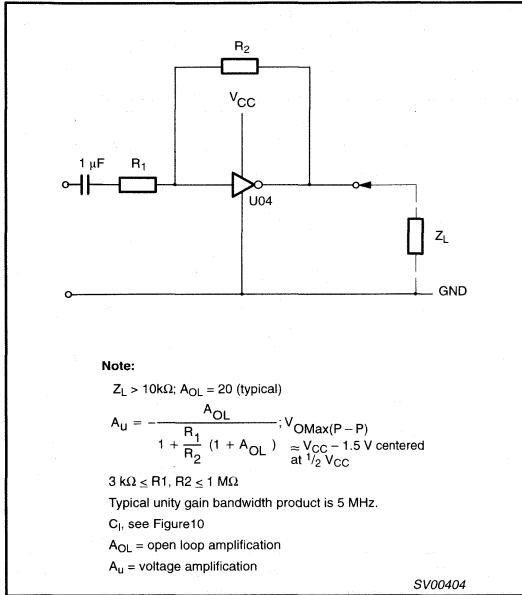 R2
VCC
1 μF
R1
U04
ZL
GND
Note:
ZL > 10kΩ; AOL = 20 (typical)
Au = – AOL / 1 + R1/R2 (1 + AOL) ; VOMax(P – P) ≈ VCC – 1.5 V centered
at 1/2 VCC
3 kΩ ≤ R1, R2 ≤ 1 MΩ
Typical unity gain bandwidth product is 5 MHz.
CI, see Figure10
AOL = open loop amplification
Au = voltage amplification
SV00404